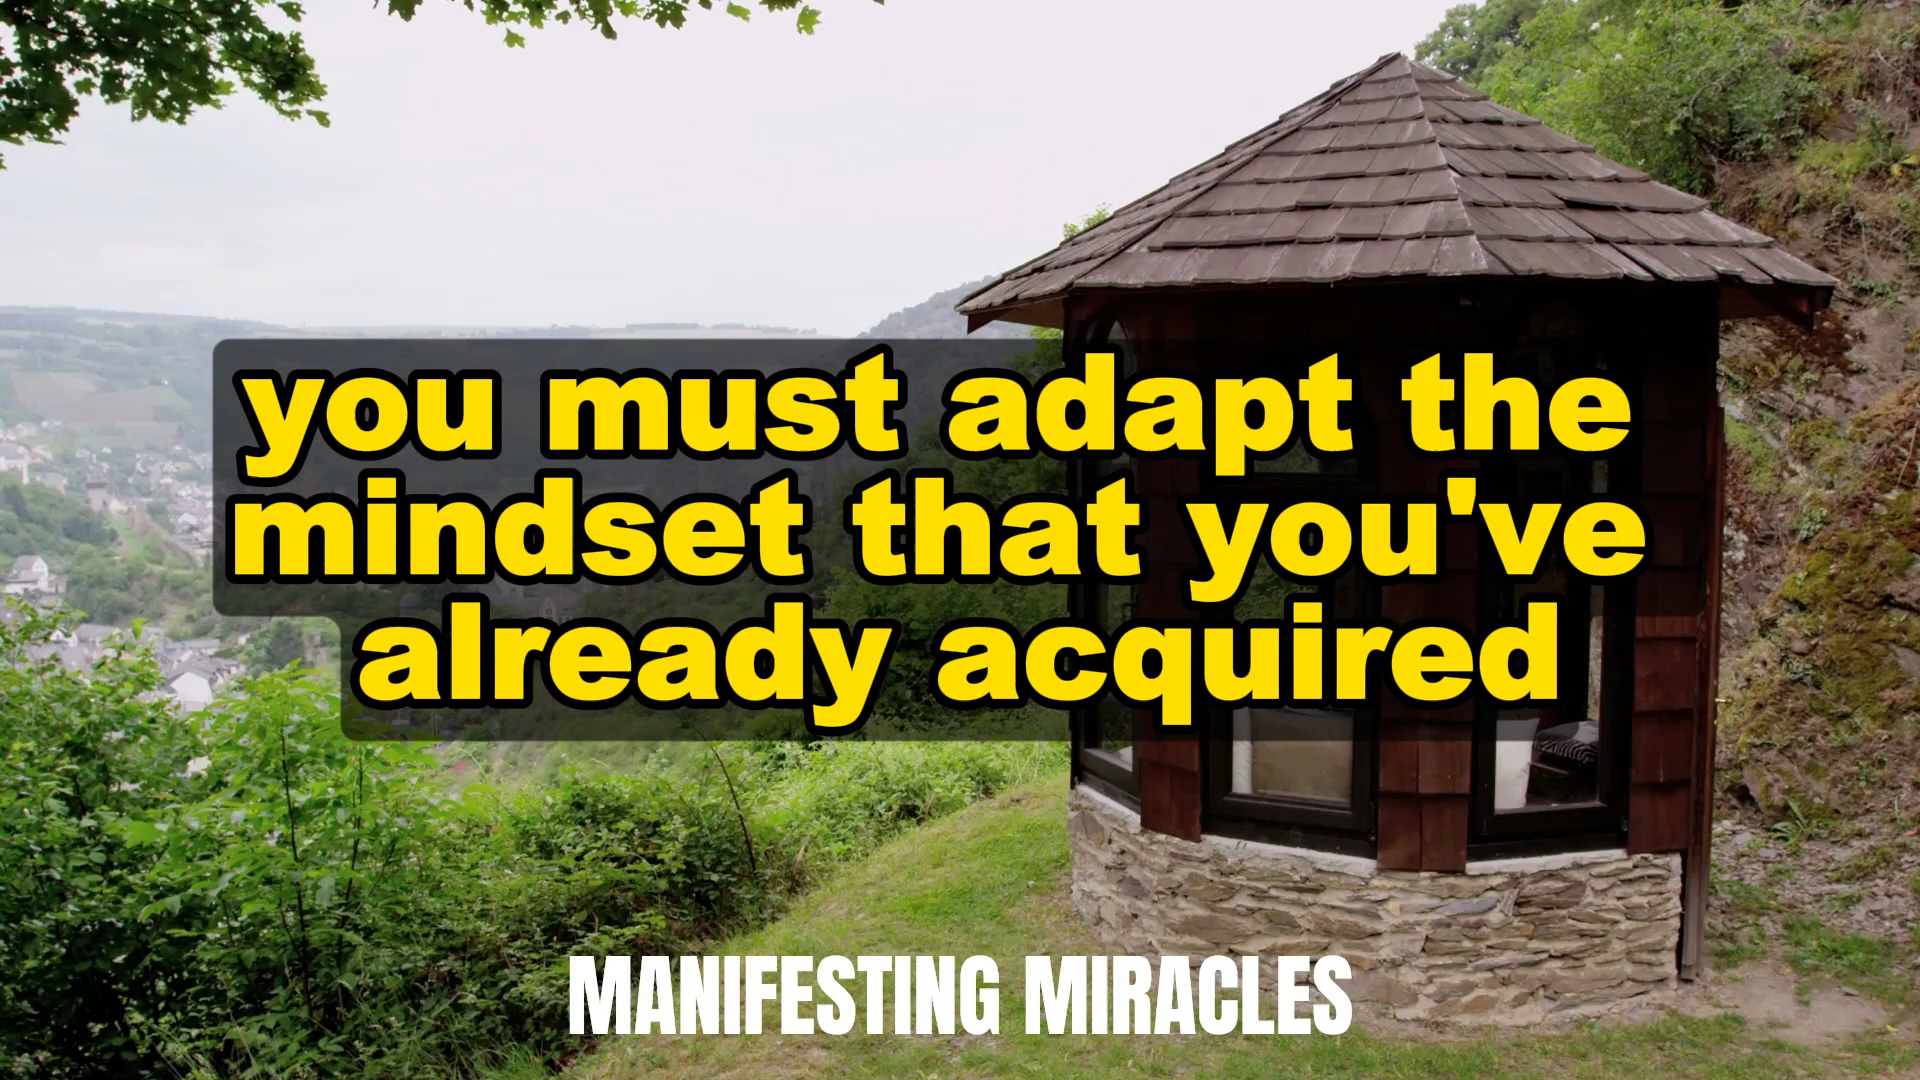 you must adapt the
mindset that you've
already acquired
MANIFESTING MIRACLES